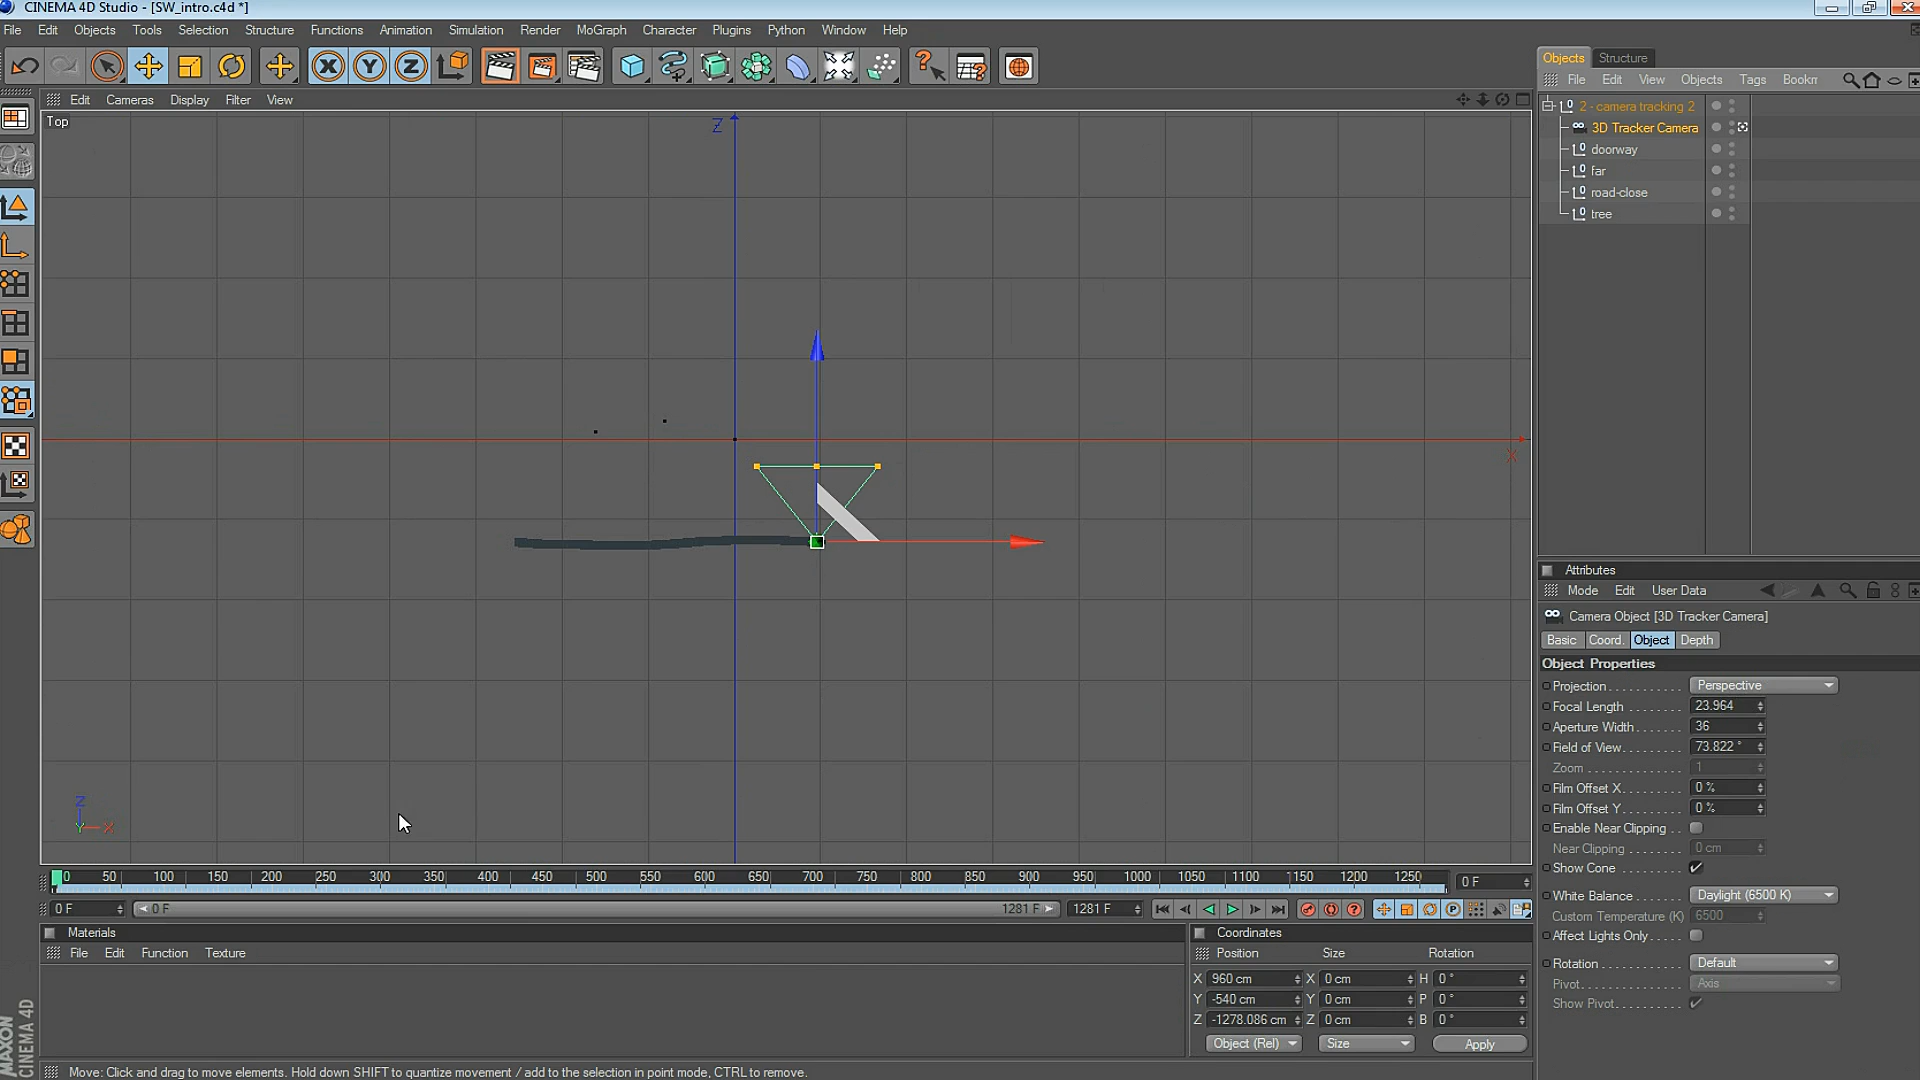 CINEMA 4D Studio - [SW_intro.c4d *]
File Edit Objects Tools Selection Structure Functions Animation Simulation Render MoGraph Character Plugins Python Window Help
Edit Cameras Display Filter View
Top
Z
X
Z
Y X
Objects Structure
File Edit View Objects Tags Bookm
2 - camera tracking 2
3D Tracker Camera
doorway
far
road-close
tree
Attributes
Mode Edit User Data
Camera Object [3D Tracker Camera]
Basic Coord. Object Depth
Object Properties
Projection Perspective
Focal Length 23.964
Aperture Width 36
Field of View 73.822 °
Zoom 1
Film Offset X 0 %
Film Offset Y 0 %
Enable Near Clipping
Near Clipping 0 cm
Show Cone
White Balance Daylight (6500 K)
Custom Temperature (K) 6500
Affect Lights Only
Rotation Default
Pivot Axis
Show Pivot
0 50 100 150 200 250 300 350 400 450 500 550 600 650 700 750 800 850 900 950 1000 1050 1100 1150 1200 1250 0 F
0 F 0 F 1281 F 1281 F
Materials
File Edit Function Texture
Coordinates
Position Size Rotation
X 960 cm X 0 cm H 0 °
Y -540 cm Y 0 cm P 0 °
Z -1278.086 cm Z 0 cm B 0 °
Object (Rel) Size Apply
MAXON
CINEMA 4D
Move: Click and drag to move elements. Hold down SHIFT to quantize movement / add to the selection in point mode, CTRL to remove.